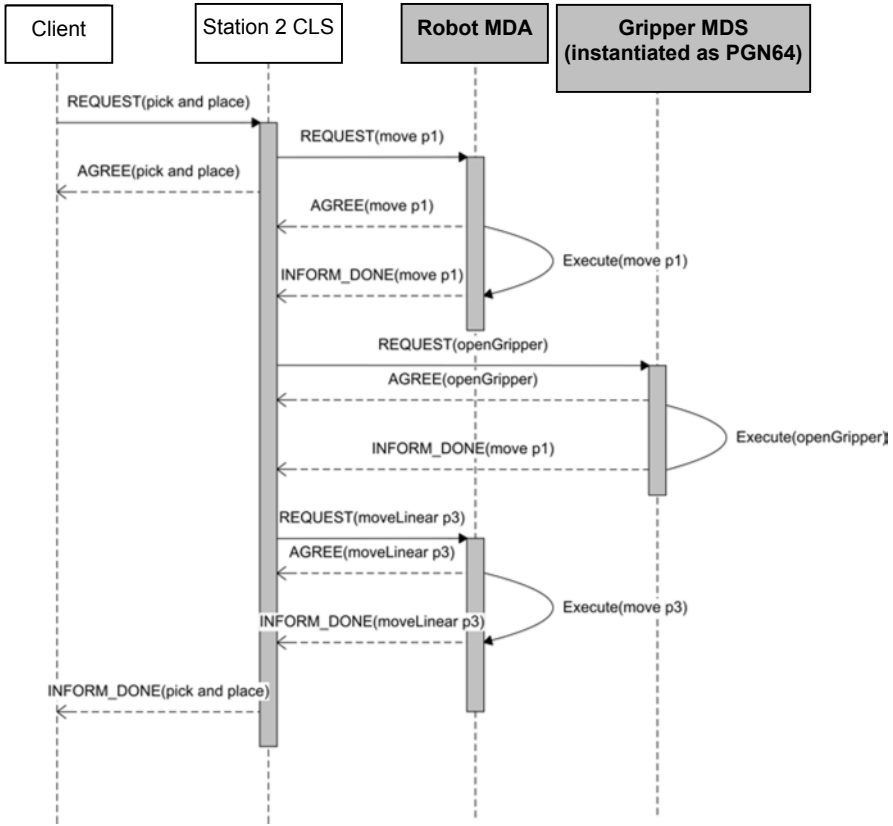 Client
Station 2 CLS
Robot MDA
Gripper MDS
(instantiated as PGN64)
REQUEST(pick and place)
REQUEST(move p1)
AGREE(pick and place)
AGREE(move p1)
Execute(move p1)
INFORM_DONE(move p1)
REQUEST(openGripper)
AGREE(openGripper)
Execute(openGripper)
INFORM_DONE(move p1)
REQUEST(moveLinear p3)
AGREE(moveLinear p3)
Execute(move p3)
INFORM_DONE(moveLinear p3)
INFORM_DONE(pick and place)